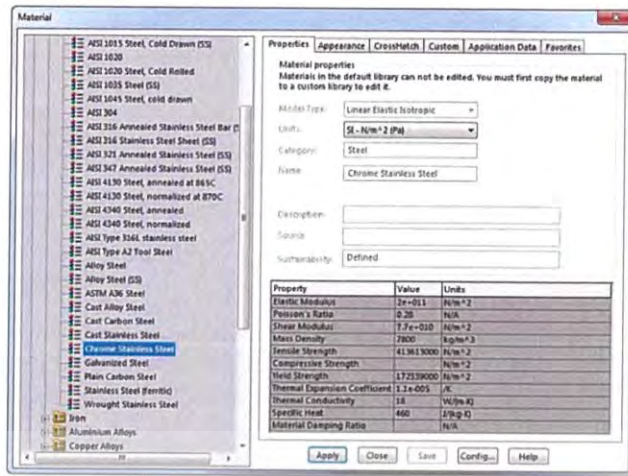 Material
AISI 1015 Steel, Cold Drawn (SS)
AISI 1020
AISI 1020 Steel, Cold Rolled
AISI 1035 Steel (SS)
AISI 1045 Steel, cold drawn
AISI 304
AISI 316 Annealed Stainless Steel Bar (S
AISI 316 Stainless Steel Sheet (SS)
AISI 321 Annealed Stainless Steel (SS)
AISI 347 Annealed Stainless Steel (SS)
AISI 4130 Steel, annealed at 865C
AISI 4130 Steel, normalized at 870C
AISI 4340 Steel, annealed
AISI 4340 Steel, normalized
AISI Type 316L stainless steel
AISI Type A2 Tool Steel
Alloy Steel
Alloy Steel (SS)
ASTM A36 Steel
Cast Alloy Steel
Cast Carbon Steel
Cast Stainless Steel
Chrome Stainless Steel
Galvanized Steel
Plain Carbon Steel
Stainless Steel (ferritic)
Wrought Stainless Steel
Iron
Aluminium Alloys
Copper Alloys
Properties Appearance CrossHatch Custom Application Data Favorites
Material properties
Materials in the default library can not be edited. You must first copy the material
to a custom library to edit it.
Model Type: Linear Elastic Isotropic
Units: SI - N/m^2 (Pa)
Category: Steel
Name: Chrome Stainless Steel
Description:
Source:
Sustainability: Defined
Property Value Units
Elastic Modulus 2e+011 N/m^2
Poisson's Ratio 0.28 N/A
Shear Modulus 7.7e+010 N/m^2
Mass Density 7800 kg/m^3
Tensile Strength 413613000 N/m^2
Compressive Strength N/m^2
Yield Strength 172339000 N/m^2
Thermal Expansion Coefficient 1.1e-005 /K
Thermal Conductivity 18 W/(m·K)
Specific Heat 460 J/(kg·K)
Material Damping Ratio N/A
Apply Close Save Config... Help